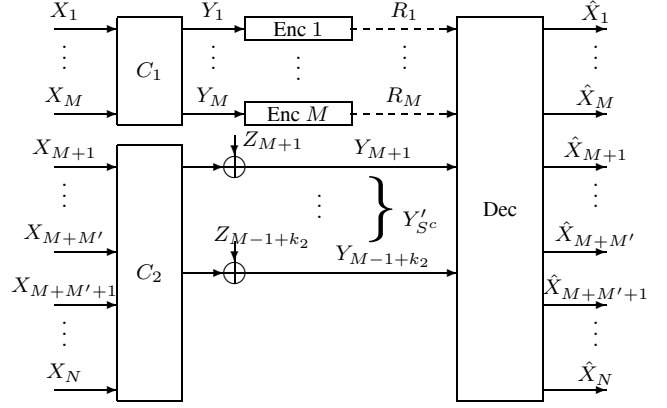 X_1 Y_1 Enc 1 R_1 \hat{X}_1
⋮ ⋮ ⋮ ⋮ ⋮
C_1
X_M Y_M Enc M R_M \hat{X}_M
X_{M+1} Z_{M+1} Y_{M+1} \hat{X}_{M+1}
⋮ ⋮ } Y'_{S^c} Dec ⋮
X_{M+M'} Z_{M-1+k_2} Y_{M-1+k_2} \hat{X}_{M+M'}
C_2
X_{M+M'+1} \hat{X}_{M+M'+1}
⋮ ⋮
X_N \hat{X}_N